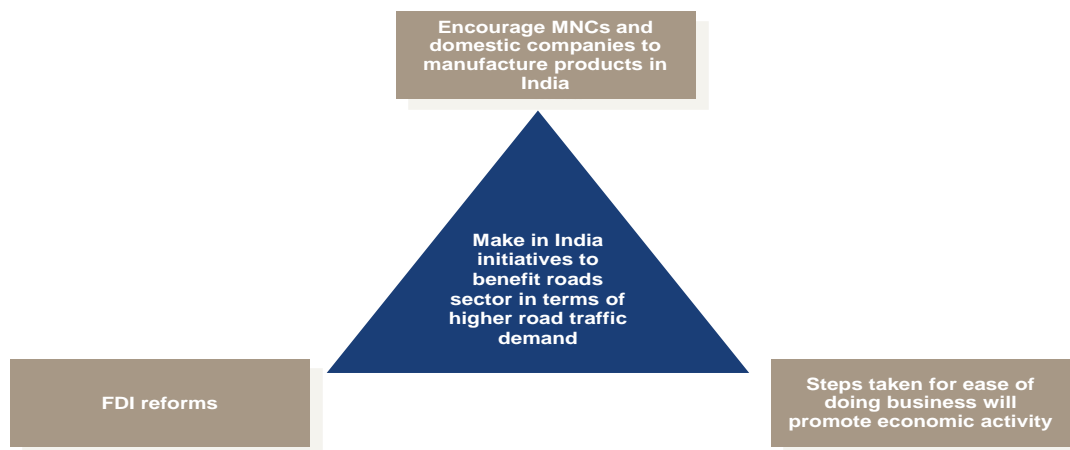 Encourage MNCs and
domestic companies to
manufacture products in
India
Make in India
initiatives to
benefit roads
sector in terms of
higher road traffic
demand
FDI reforms
Steps taken for ease of
doing business will
promote economic activity